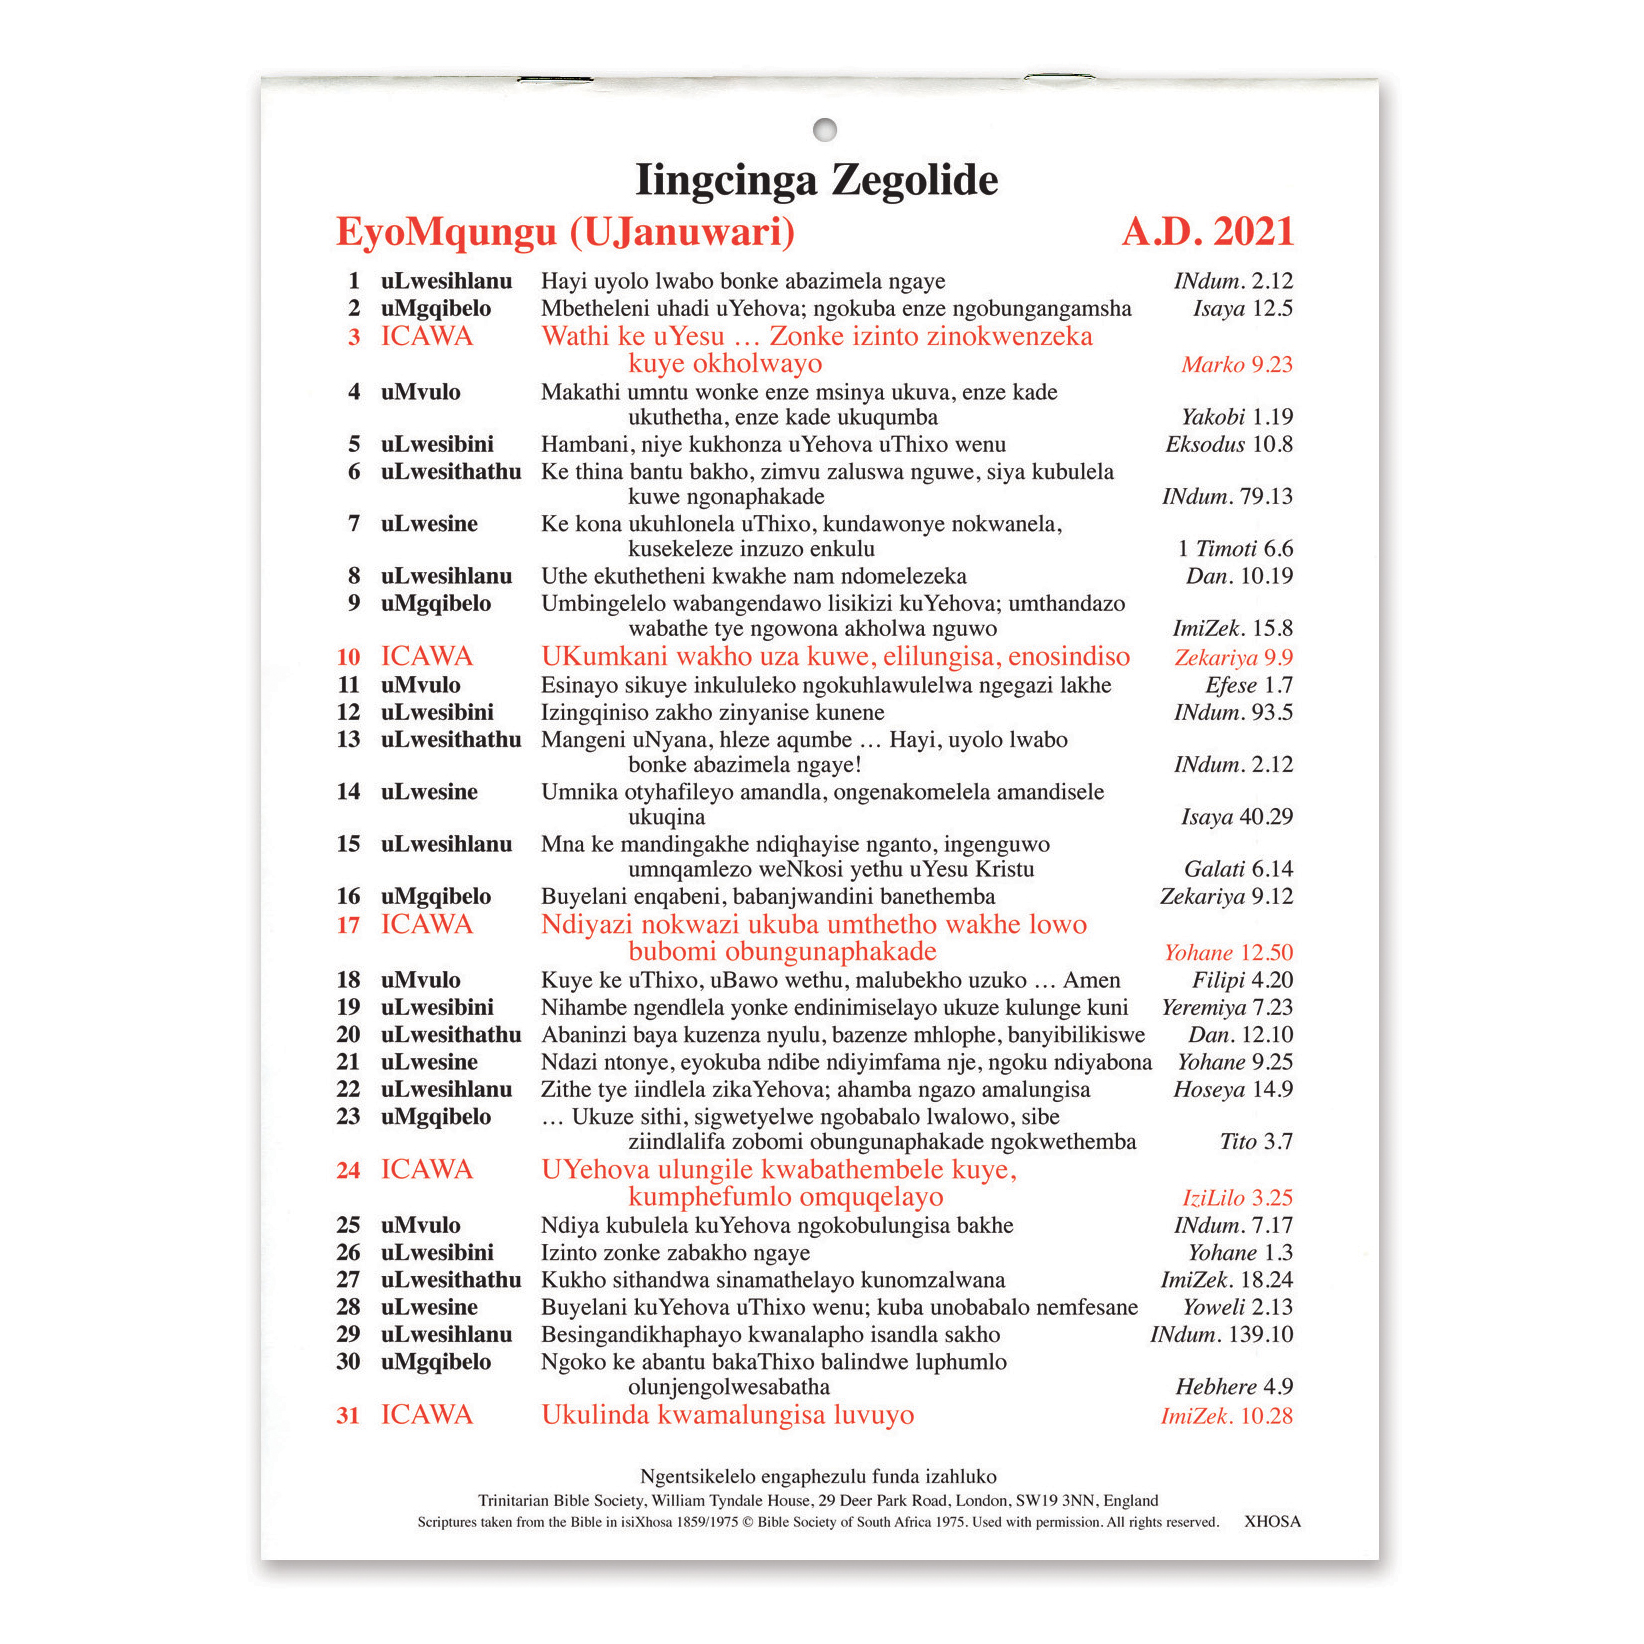 Iingcinga Zegolide
EyoMqungu (UJanuwari) A.D. 2021
1 uLwesihlanu Hayi uyolo lwabo bonke abazimela ngaye INdum. 2.12
2 uMgqibelo Mbetheleni uhadi uYehova; ngokuba enze ngobungangamsha Isaya 12.5
3 ICAWA Wathi ke uYesu … Zonke izinto zinokwenzeka
kuye okholwayo Marko 9.23
4 uMvulo Makathi umntu wonke enze msinya ukuva, enze kade
ukuthetha, enze kade ukuqumba Yakobi 1.19
5 uLwesibini Hambani, niye kukhonza uYehova uThixo wenu Eksodus 10.8
6 uLwesithathu Ke thina bantu bakho, zimvu zaluswa nguwe, siya kubulela
kuwe ngonaphakade INdum. 79.13
7 uLwesine Ke kona ukuhlonela uThixo, kundawonye nokwanela,
kusekeleze inzuzo enkulu 1 Timoti 6.6
8 uLwesihlanu Uthe ekuthetheni kwakhe nam ndomelezeka Dan. 10.19
9 uMgqibelo Umbingelelo wabangendawo lisikizi kuYehova; umthandazo
wabathe tye ngowona akholwa nguwo ImiZek. 15.8
10 ICAWA UKumkani wakho uza kuwe, elilungisa, enosindiso Zekariya 9.9
11 uMvulo Esinayo sikuye inkululeko ngokuhlawulelwa ngegazi lakhe Efese 1.7
12 uLwesibini Izingqiniso zakho zinyanise kunene INdum. 93.5
13 uLwesithathu Mangeni uNyana, hleze aqumbe … Hayi, uyolo lwabo
bonke abazimela ngaye! INdum. 2.12
14 uLwesine Umnika otyhafileyo amandla, ongenakomelela amandisele
ukuqina Isaya 40.29
15 uLwesihlanu Mna ke mandingakhe ndiqhayise nganto, ingenguwo
umnqamlezo weNkosi yethu uYesu Kristu Galati 6.14
16 uMgqibelo Buyelani enqabeni, babanjwandini banethemba Zekariya 9.12
17 ICAWA Ndiyazi nokwazi ukuba umthetho wakhe lowo
bubomi obungunaphakade Yohane 12.50
18 uMvulo Kuye ke uThixo, uBawo wethu, malubekho uzuko … Amen Filipi 4.20
19 uLwesibini Nihambe ngendlela yonke endinimiselayo ukuze kulunge kuni Yeremiya 7.23
20 uLwesithathu Abaninzi baya kuzenza nyulu, bazenze mhlophe, banyibilikiswe Dan. 12.10
21 uLwesine Ndazi ntonye, eyokuba ndibe ndiyimfama nje, ngoku ndiyabona Yohane 9.25
22 uLwesihlanu Zithe tye iindlela zikaYehova; ahamba ngazo amalungisa Hoseya 14.9
23 uMgqibelo … Ukuze sithi, sigwetyelwe ngobabalo lwalowo, sibe
ziindlalifa zobomi obungunaphakade ngokwethemba Tito 3.7
24 ICAWA UYehova ulungile kwabathembele kuye,
kumphefumlo omquqelayo IziLilo 3.25
25 uMvulo Ndiya kubulela kuYehova ngokobulungisa bakhe INdum. 7.17
26 uLwesibini Izinto zonke zabakho ngaye Yohane 1.3
27 uLwesithathu Kukho sithandwa sinamathelayo kunomzalwana ImiZek. 18.24
28 uLwesine Buyelani kuYehova uThixo wenu; kuba unobabalo nemfesane Yoweli 2.13
29 uLwesihlanu Besingandikhaphayo kwanalapho isandla sakho INdum. 139.10
30 uMgqibelo Ngoko ke abantu bakaThixo balindwe luphumlo
olunjengolwesabatha Hebhere 4.9
31 ICAWA Ukulinda kwamalungisa luvuyo ImiZek. 10.28
Ngentsikelelo engaphezulu funda izahluko
Trinitarian Bible Society, William Tyndale House, 29 Deer Park Road, London, SW19 3NN, England
Scriptures taken from the Bible in isiXhosa 1859/1975 © Bible Society of South Africa 1975. Used with permission. All rights reserved. XHOSA